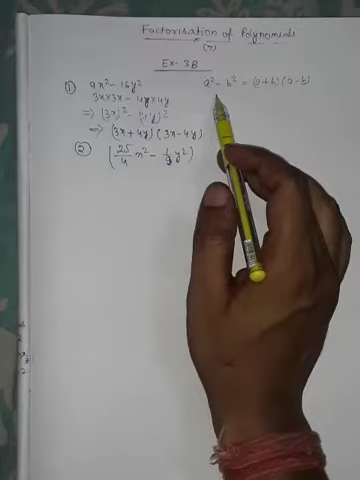 Factorisation of Polynomials
(7)
Ex- 3B
① 9x² - 16y²
a² - b² = (a+b) (a-b)
3x×3x - 4y×4y
⇒ (3x)² - (4y)²
⇒ (3x+4y) (3x-4y)
② (25/4 x² - 1/9 y²)